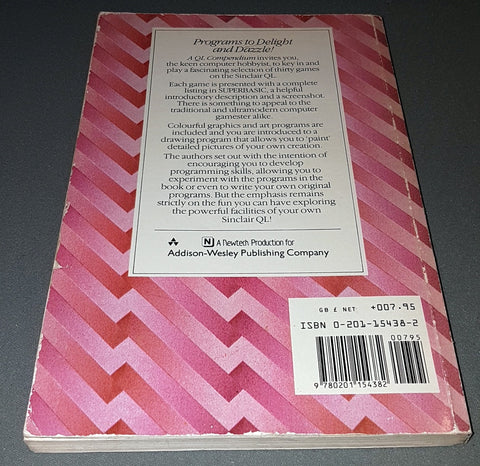 Programs to Delight
and Dazzle!
A QL Compendium invites you,
the keen computer hobbyist, to key in and
play a fascinating selection of thirty games
on the Sinclair QL.
Each game is presented with a complete
listing in SUPERBASIC, a helpful
introductory description and a screenshot.
There is something to appeal to the
traditional and ultramodern computer
gamester alike.
Colourful graphics and art programs are
included and you are introduced to a
drawing program that allows you to 'paint'
detailed pictures of your own creation.
The authors set out with the intention of
encouraging you to develop
programming skills, allowing you to
experiment with the programs in the
book or even to write your own original
programs. But the emphasis remains
strictly on the fun you can have exploring
the powerful facilities of your own
Sinclair QL!
N A Newtech Production for
Addison-Wesley Publishing Company
GB £ NET +007.95
ISBN 0-201-15438-2
00795
9 780201 154382